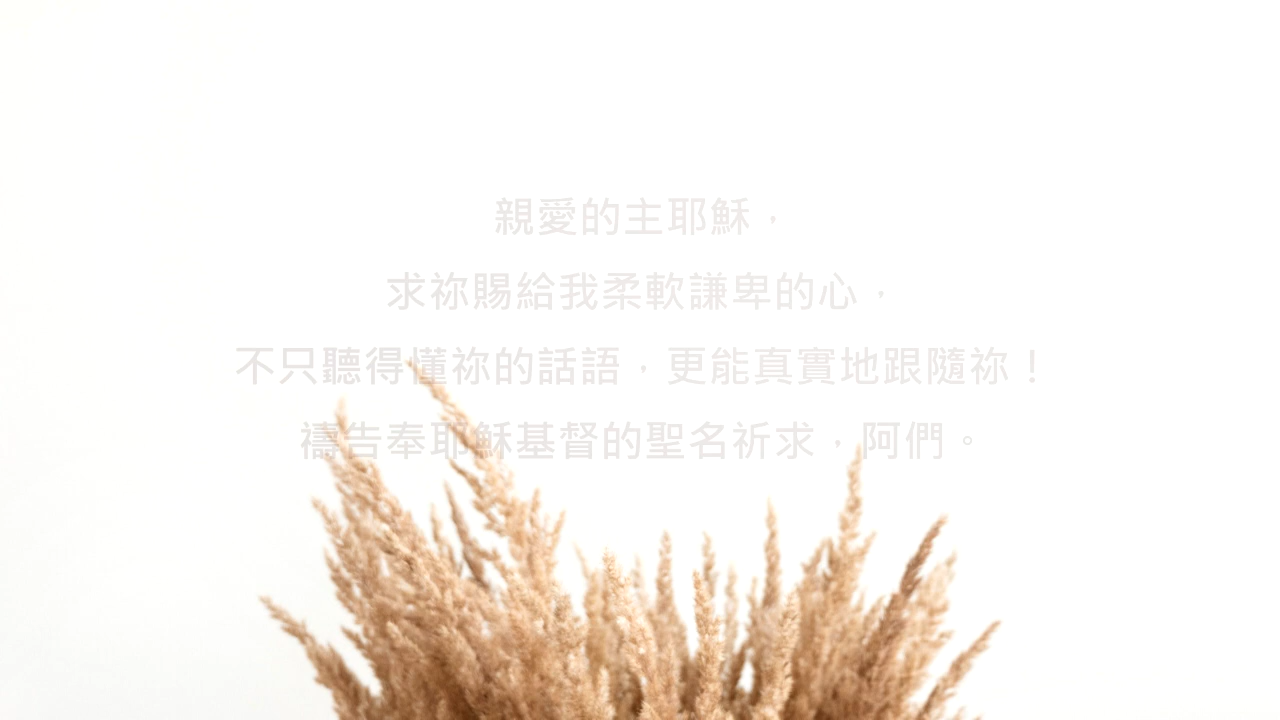 親愛的主耶穌，
求祢賜給我柔軟謙卑的心，
不只聽得懂祢的話語，更能真實地跟隨祢！
禱告奉耶穌基督的聖名祈求，阿們。